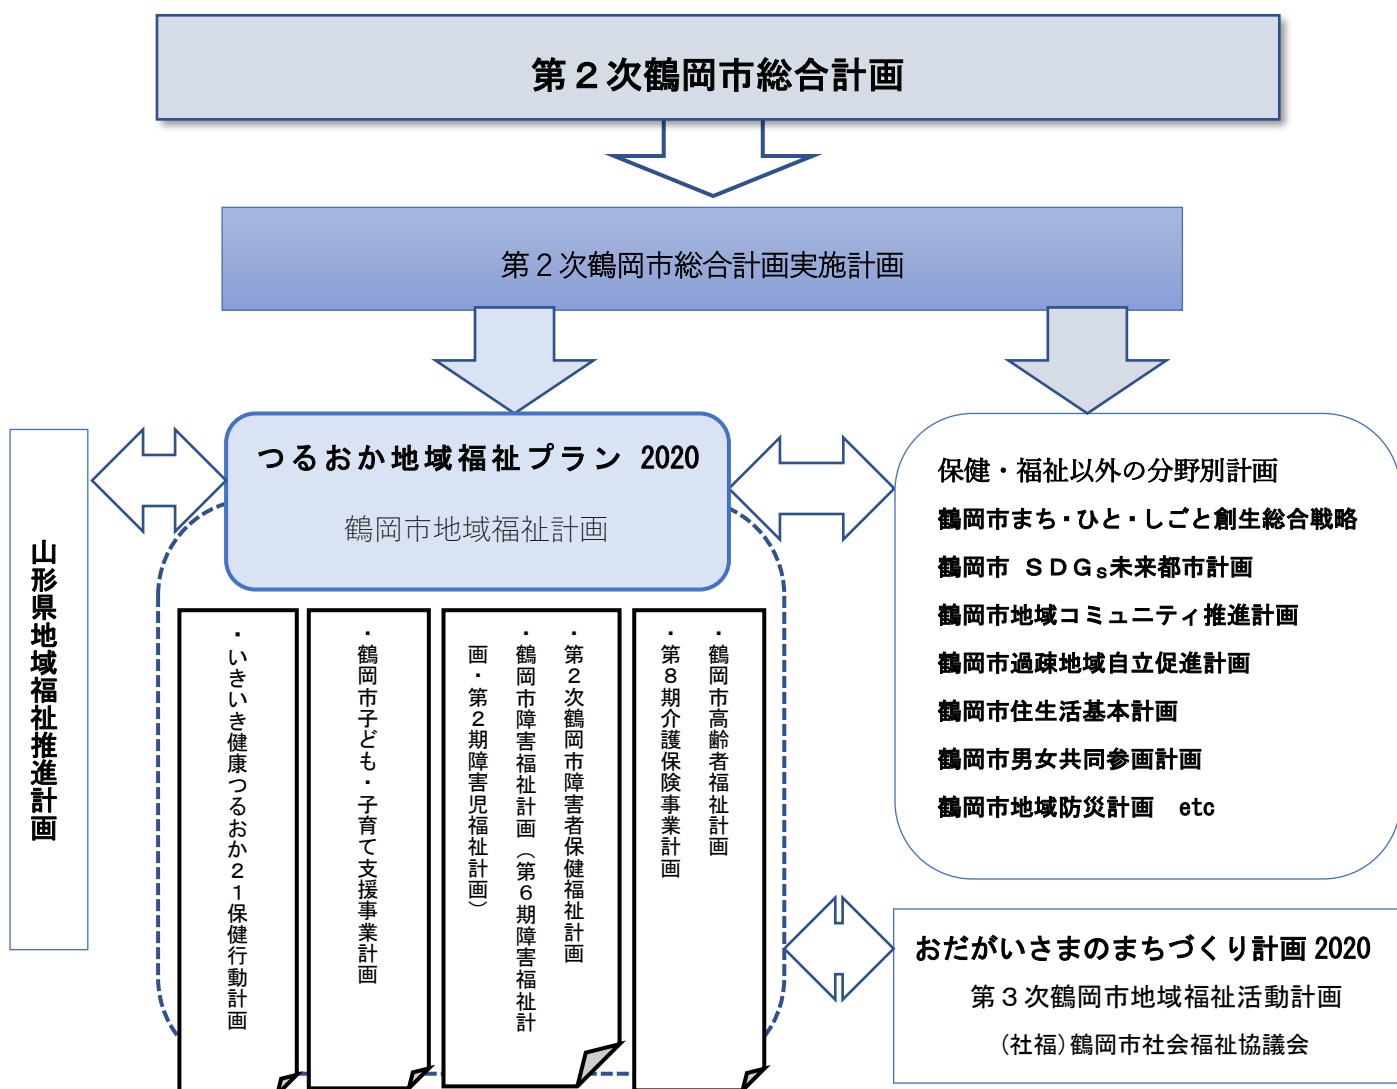 第２次鶴岡市総合計画
第２次鶴岡市総合計画実施計画
つるおか地域福祉プラン 2020
鶴岡市地域福祉計画
山形県地域福祉推進計画
保健・福祉以外の分野別計画
鶴岡市まち・ひと・しごと創生総合戦略
鶴岡市 ＳＤＧｓ未来都市計画
鶴岡市地域コミュニティ推進計画
鶴岡市過疎地域自立促進計画
鶴岡市住生活基本計画
鶴岡市男女共同参画計画
鶴岡市地域防災計画 etc
・鶴岡市高齢者福祉計画
・第８期介護保険事業計画
・第２次鶴岡市障害者保健福祉計画
・鶴岡市障害福祉計画（第６期障害福祉計
画・第２期障害児福祉計画）
・鶴岡市子ども・子育て支援事業計画
・いきいき健康つるおか２１保健行動計画
おだがいさまのまちづくり計画 2020
第３次鶴岡市地域福祉活動計画
(社福)鶴岡市社会福祉協議会